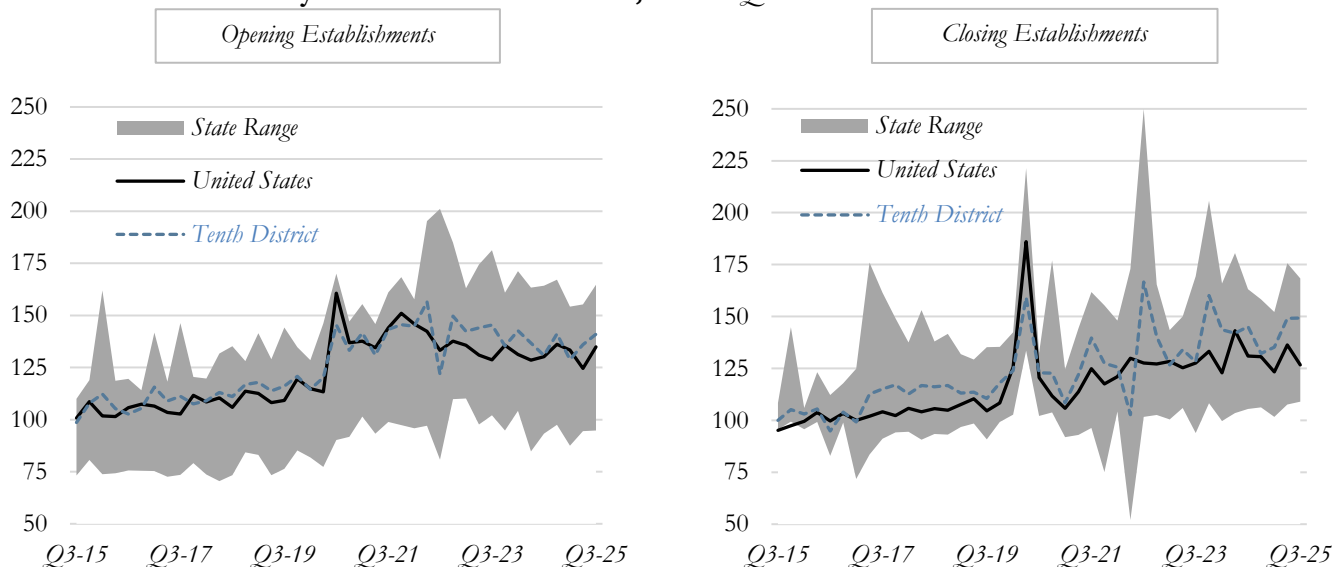 Opening Establishments
250
225
200
175
150
125
100
75
50
State Range
United States
Tenth District
Q3-15
Q3-17
Q3-19
Q3-21
Q3-23
Q3-25
Closing Establishments
250
225
200
175
150
125
100
75
50
State Range
United States
Tenth District
Q3-15
Q3-17
Q3-19
Q3-21
Q3-23
Q3-25